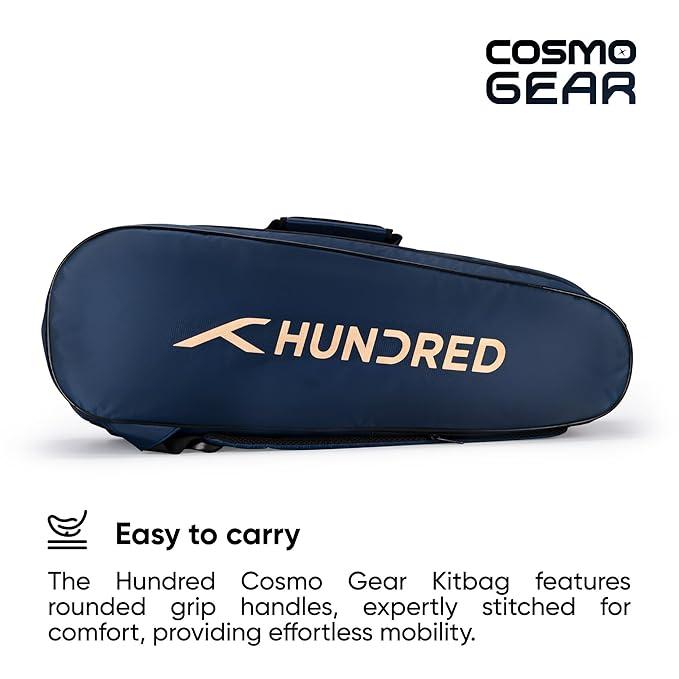 COSMO
GEAR
HUNDRED
Easy to carry
The Hundred Cosmo Gear Kitbag features
rounded grip handles, expertly stitched for
comfort, providing effortless mobility.